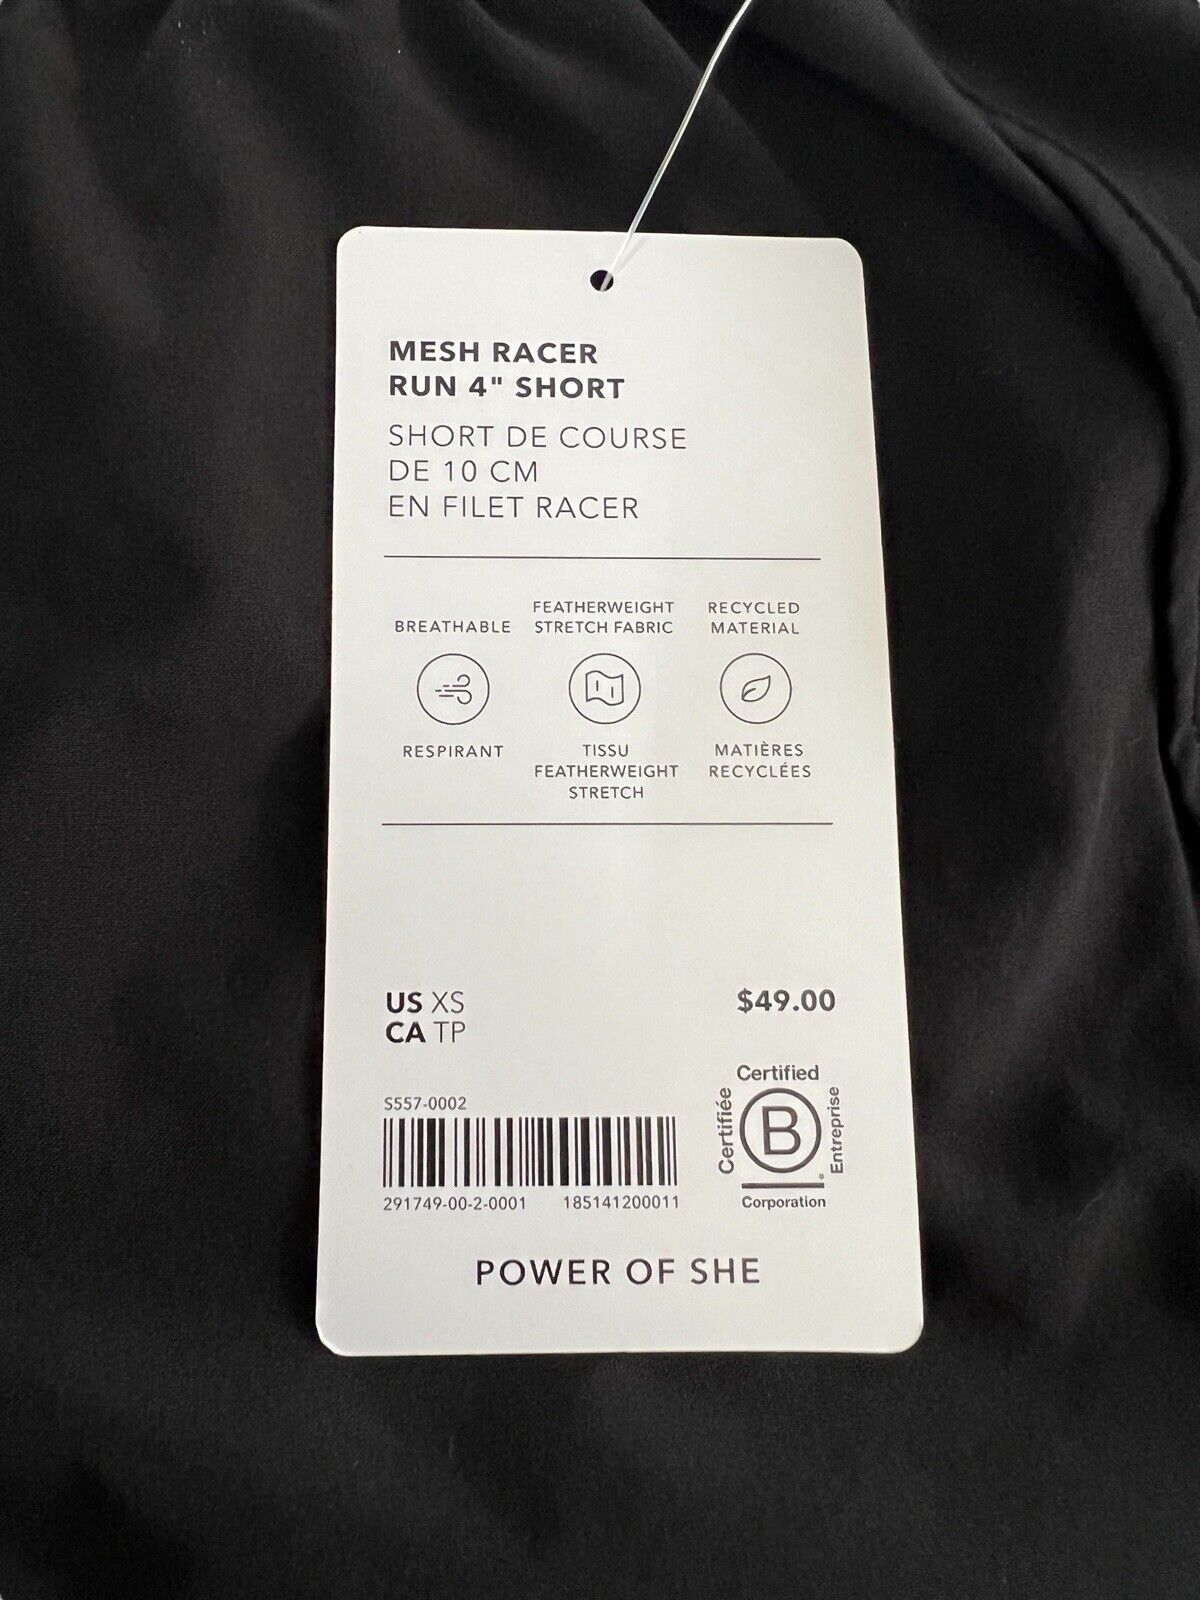 MESH RACER
RUN 4" SHORT
SHORT DE COURSE
DE 10 CM
EN FILET RACER
BREATHABLE
RESPIRANT
FEATHERWEIGHT
STRETCH FABRIC
TISSU
FEATHERWEIGHT
STRETCH
RECYCLED
MATERIAL
MATIÈRES
RECYCLÉES
US XS
CA TP
$49.00
S557-0002
291749-00-2-0001 185141200011
Certified
Certifiée
B
Entreprise
Corporation
POWER OF SHE